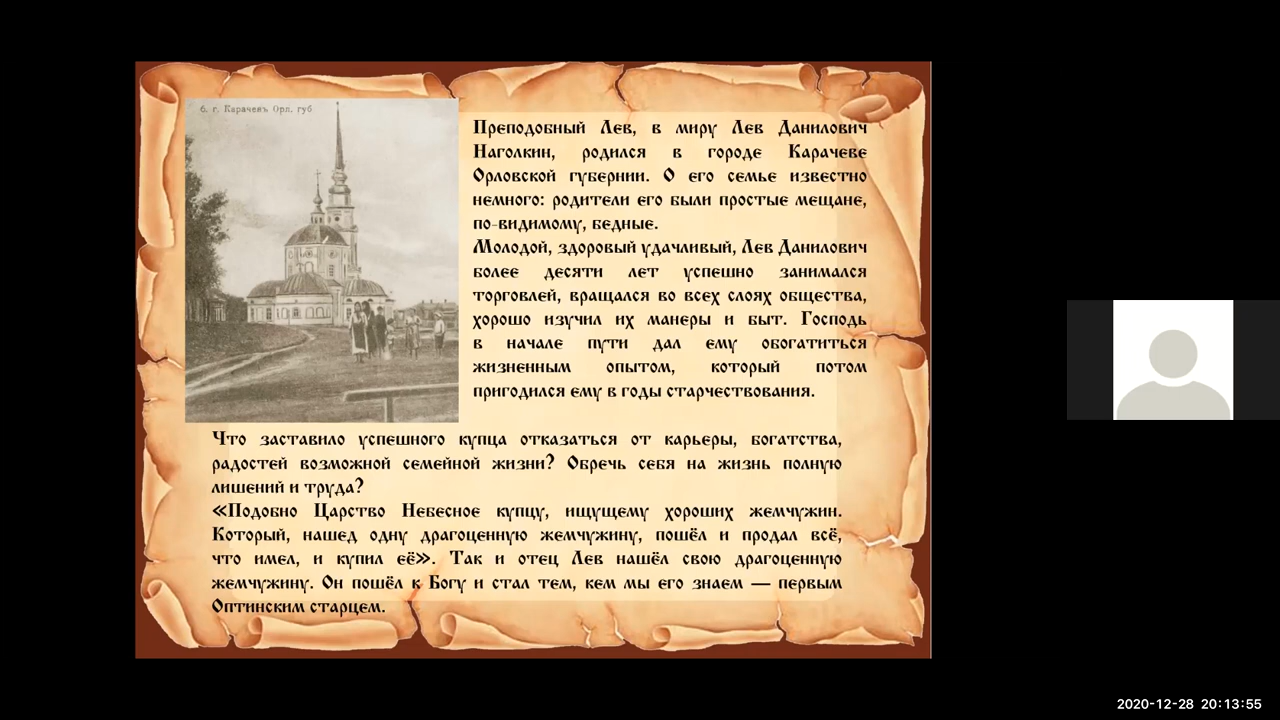 6. г. Карачевъ Орл. губ
Преподобный Лев, в миру Лев Данилович
Наголкин, родился в городе Карачеве
Орловской губернии. О его семье известно
немного: родители его были простые мещане,
по-видимому, бедные.
Молодой, здоровый удачливый, Лев Данилович
более десяти лет успешно занимался
торговлей, вращался во всех слоях общества,
хорошо изучил их манеры и быт. Господь
в начале пути дал ему обогатиться
жизненным опытом, который потом
пригодился ему в годы старчествования.
Что заставило успешного купца отказаться от карьеры, богатства,
радостей возможной семейной жизни? Обречь себя на жизнь полную
лишений и труда?
«Подобно Царство Небесное купцу, ищущему хороших жемчужин.
Который, нашед одну драгоценную жемчужину, пошёл и продал всё,
что имел, и купил её». Так и отец Лев нашёл свою драгоценную
жемчужину. Он пошёл к Богу и стал тем, кем мы его знаем — первым
Оптинским старцем.
2020-12-28 20:13:55